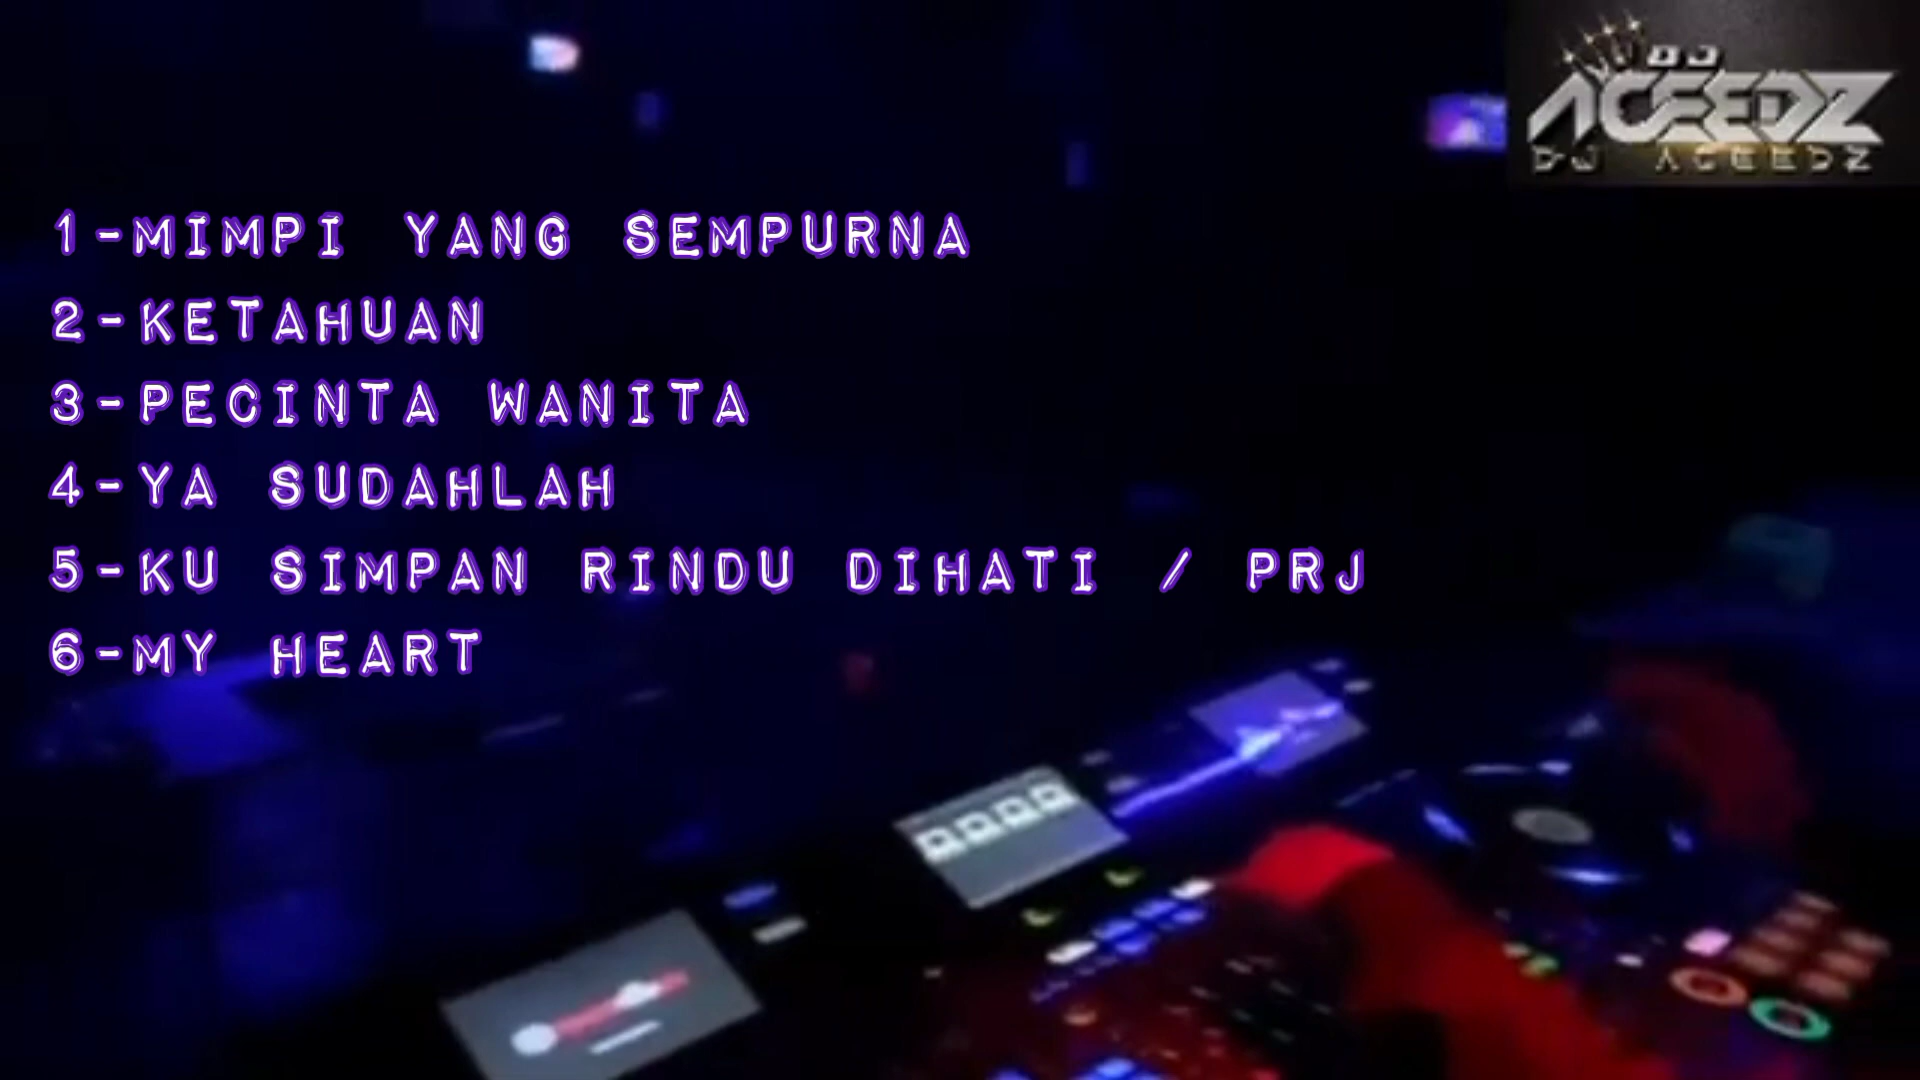 DJ
ACEEDZ
DJ ACEEDZ
1-MIMPI YANG SEMPURNA
2-KETAHUAN
3-PECINTA WANITA
4-YA SUDAHLAH
5-KU SIMPAN RINDU DIHATI / PRJ
6-MY HEART